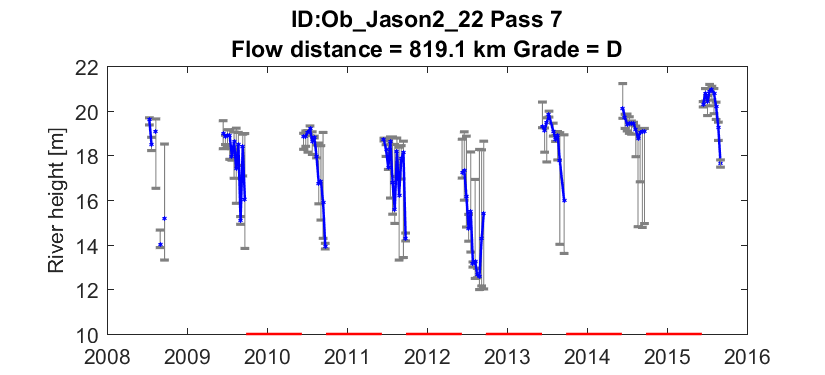 ID:Ob_Jason2_22 Pass 7
Flow distance = 819.1 km Grade = D
River height [m]
22
20
18
16
14
12
10
2008 2009 2010 2011 2012 2013 2014 2015 2016